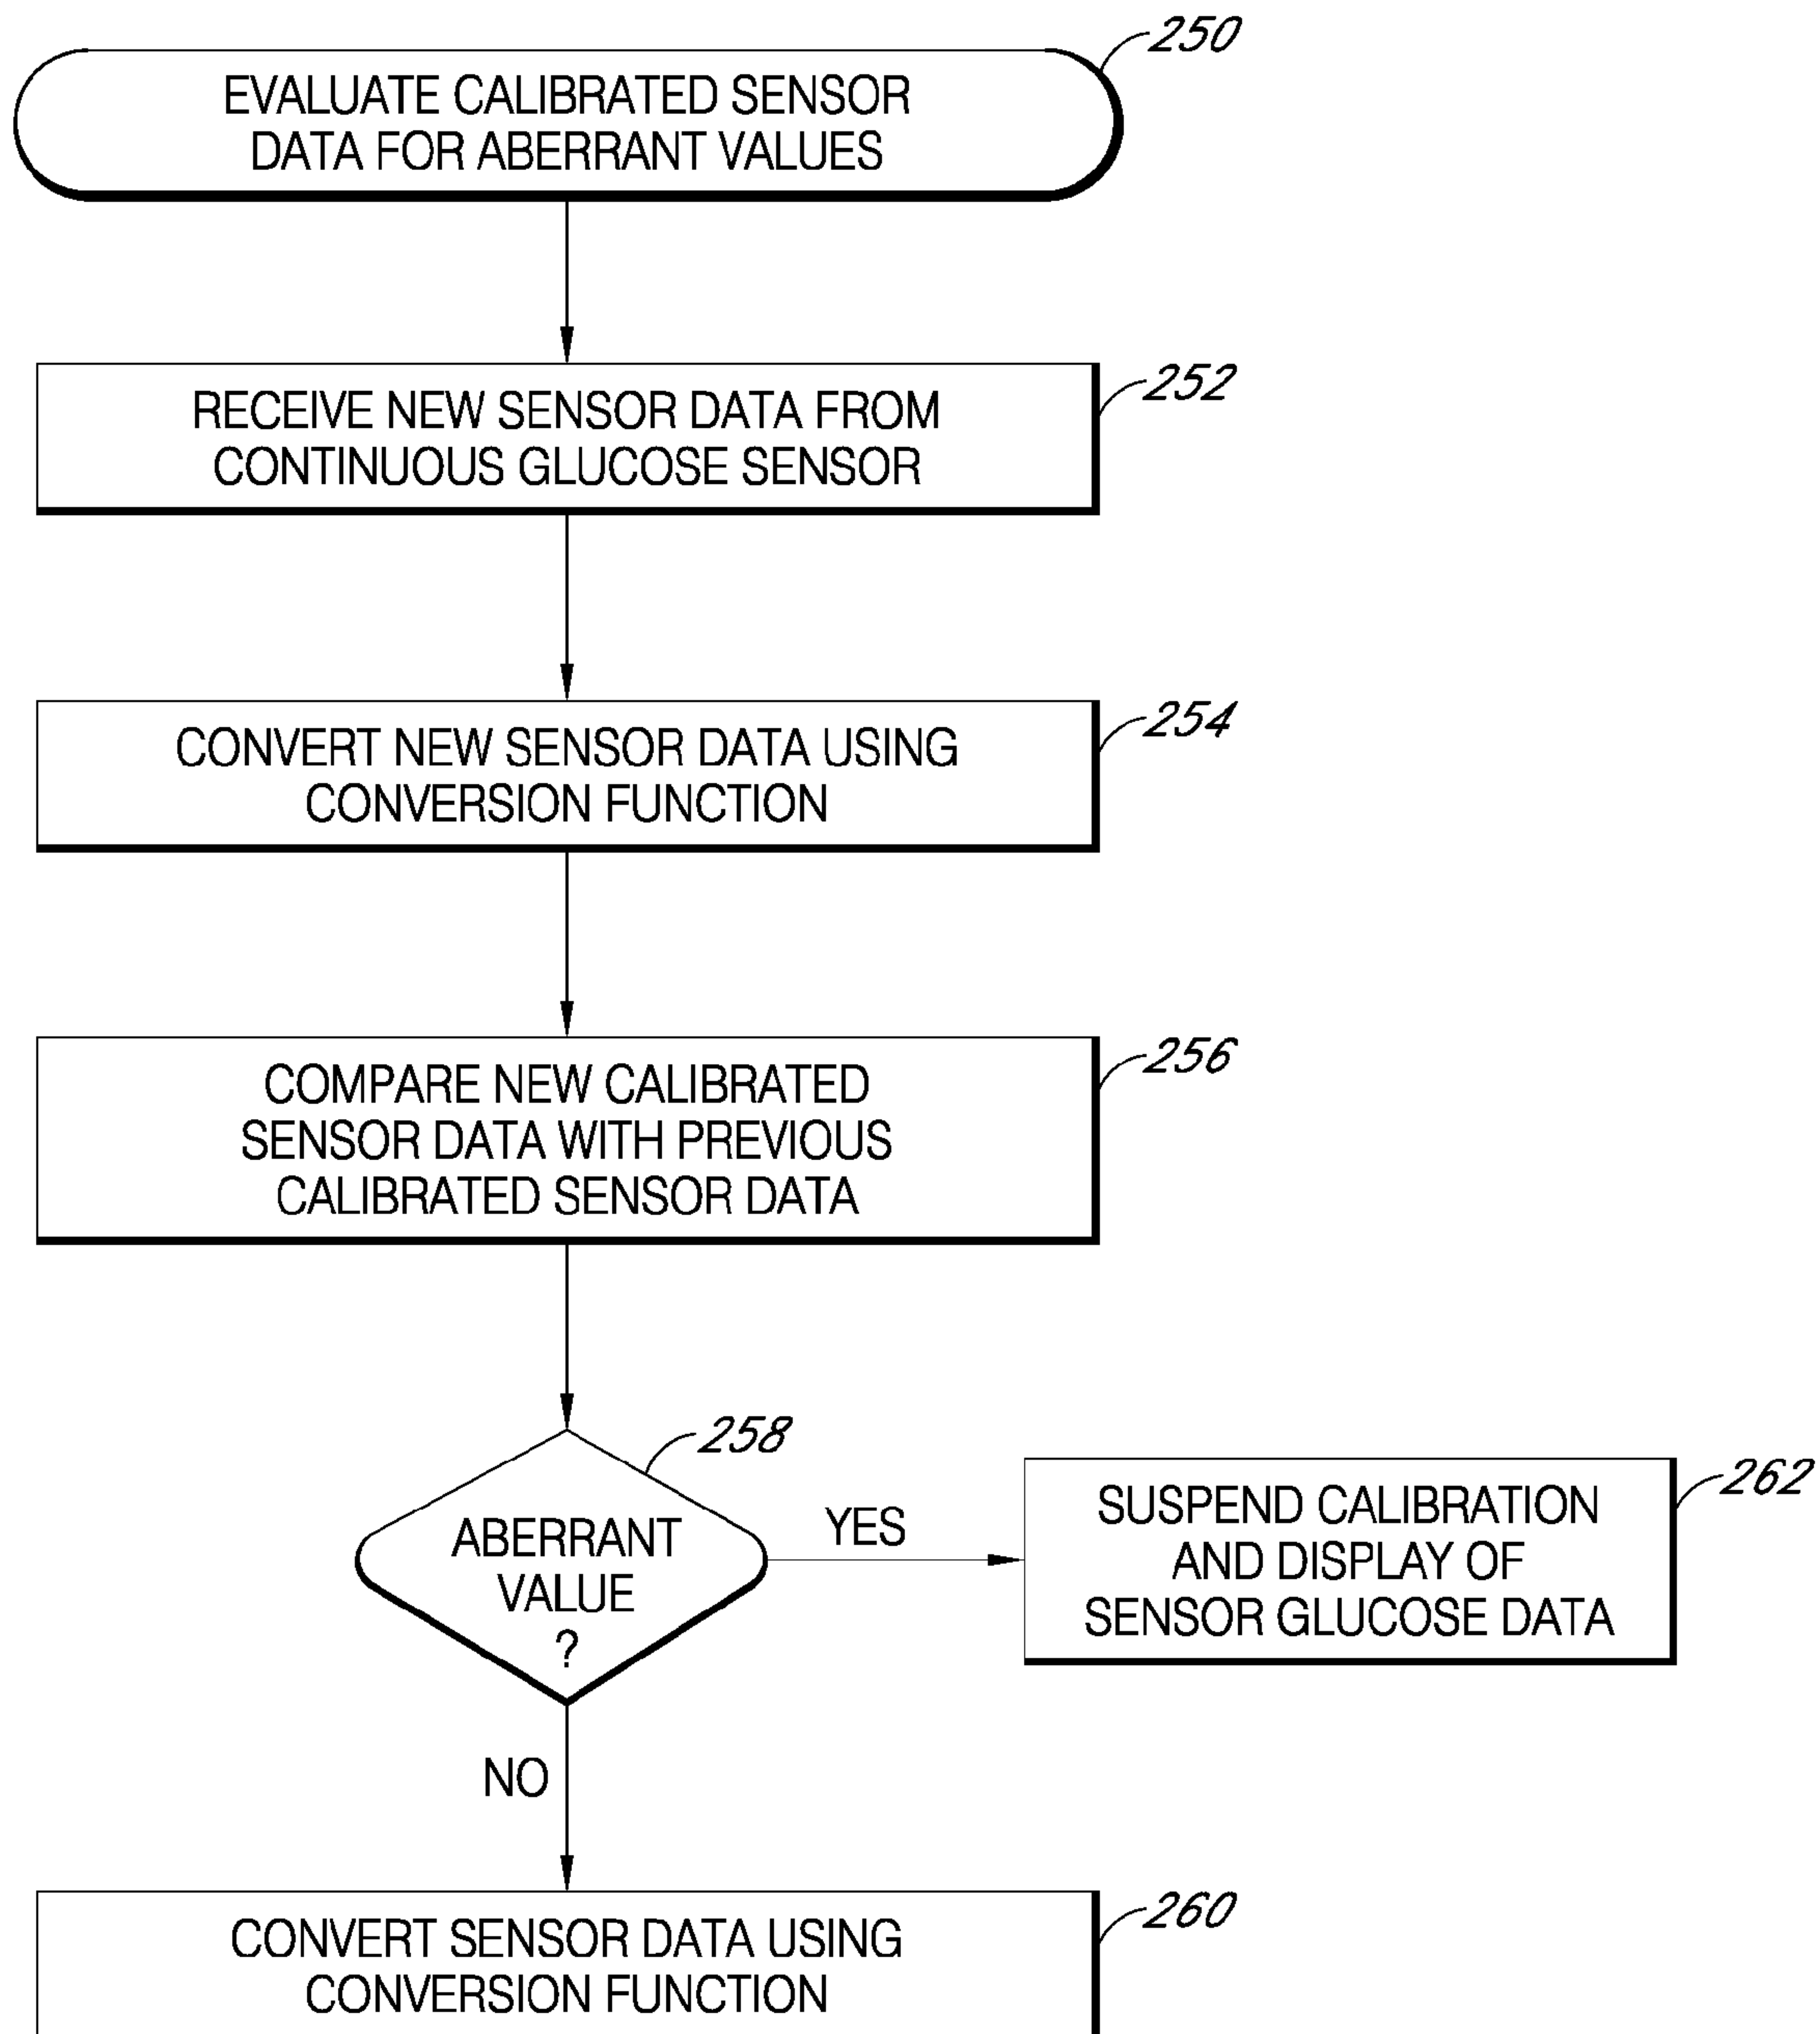 250
EVALUATE CALIBRATED SENSOR
DATA FOR ABERRANT VALUES
252
RECEIVE NEW SENSOR DATA FROM
CONTINUOUS GLUCOSE SENSOR
254
CONVERT NEW SENSOR DATA USING
CONVERSION FUNCTION
256
COMPARE NEW CALIBRATED
SENSOR DATA WITH PREVIOUS
CALIBRATED SENSOR DATA
258
ABERRANT
VALUE
?
YES
262
SUSPEND CALIBRATION
AND DISPLAY OF
SENSOR GLUCOSE DATA
NO
260
CONVERT SENSOR DATA USING
CONVERSION FUNCTION